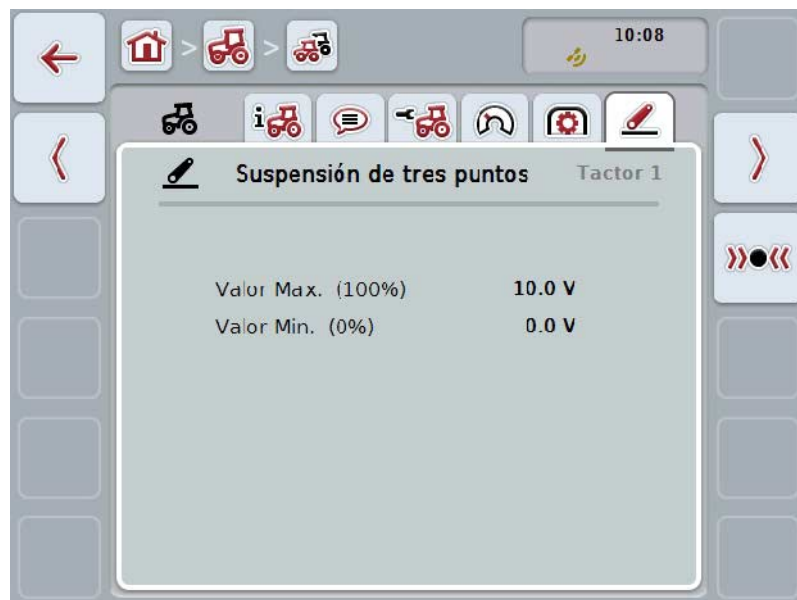 10:08
Suspensión de tres puntos Tactor 1
Valor Max. (100%) 10.0 V
Valor Min. (0%) 0.0 V